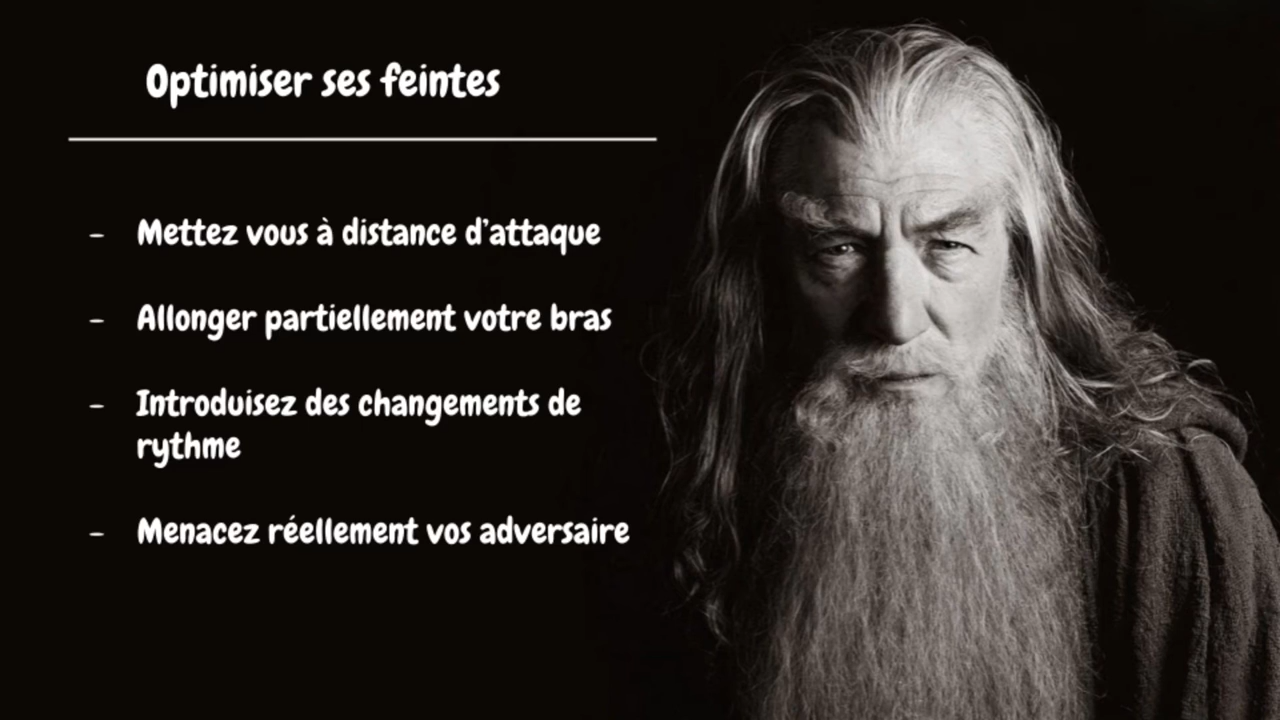 Optimiser ses feintes
- Mettez vous à distance d’attaque
- Allonger partiellement votre bras
- Introduisez des changements de
rythme
- Menacez réellement vos adversaire